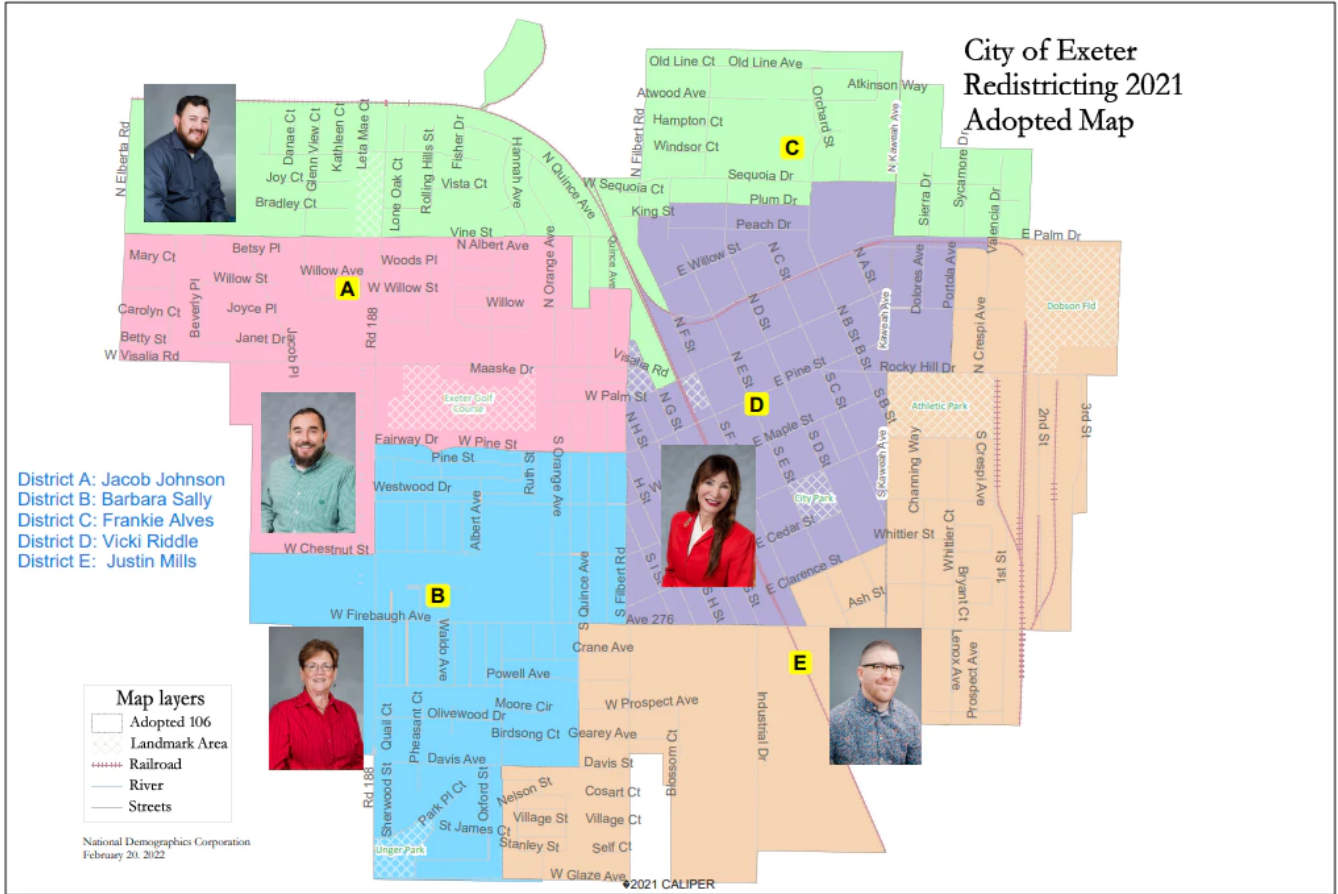 City of Exeter
Redistricting 2021
Adopted Map
Old Line Ct
Old Line Ave
Atkinson Way
Atwood Ave
Orchard St
Hampton Ct
Windsor Ct
C
N Filbert Rd
N Kaweah Ave
Sequoia Dr
W Sequoia Ct
Plum Dr
King St
Peach Dr
Sierra Dr
Sycamore Dr
Valencia Dr
E Palm Dr
N Elberta Rd
Danae Ct
Glenn View Ct
Kathleen Ct
Leta Mae Ct
Joy Ct
Bradley Ct
Lone Oak Ct
Rolling Hills St
Fisher Dr
Vista Ct
Hannah Ave
N Quince Ave
Vine St
Quince Ave
Mary Ct
Betsy Pl
N Albert Ave
Woods Pl
Willow Ave
Willow St
A
W Willow St
Willow
N Orange Ave
Carolyn Ct
Beverly Pl
Joyce Pl
Betty St
Janet Dr
Jacob Pl
Rd 188
W Visalia Rd
Maaske Dr
Visalia Rd
W Palm St
Exeter Golf
Course
Fairway Dr
W Pine St
E Willow St
N C St
N A St
Dolores Ave
Portola Ave
Kaweah Ave
N D St
N B St
B St
N F St
N E St
E Pine St
Rocky Hill Dr
N Crespi Ave
Dobson Fld
S C St
S B St
D
N G St
N H St
E Maple St
S D St
S E St
S F
H St
W
City Park
S Kaweah Ave
Athletic Park
Channing Way
S Crespi Ave
2nd St
3rd St
E Cedar St
Whittier St
Whittier Ct
1st St
E Clarence St
Ash St
Bryant Ct
S I St
S H St
G St
Ave 276
Pine St
Westwood Dr
Ruth St
S Orange Ave
Albert Ave
District A: Jacob Johnson
District B: Barbara Sally
District C: Frankie Alves
District D: Vicki Riddle
District E: Justin Mills
W Chestnut St
B
W Firebaugh Ave
Waldo Ave
S Quince Ave
S Filbert Rd
Crane Ave
E
Lenox Ave
Prospect Ave
Powell Ave
W Prospect Ave
Industrial Dr
Quail Ct
Pheasant Ct
Moore Cir
Olivewood Dr
Birdsong Ct
Gearey Ave
Blossom Ct
Davis Ave
Davis St
Rd 188
Sherwood St
Park Pl Ct
Oxford St
Nelson St
Cosart Ct
St James Ct
Village St
Village Ct
Unger Park
Stanley St
Self Ct
W Glaze Ave
Map layers
Adopted 106
Landmark Area
Railroad
River
Streets
National Demographics Corporation
February 20. 2022
©2021 CALIPER